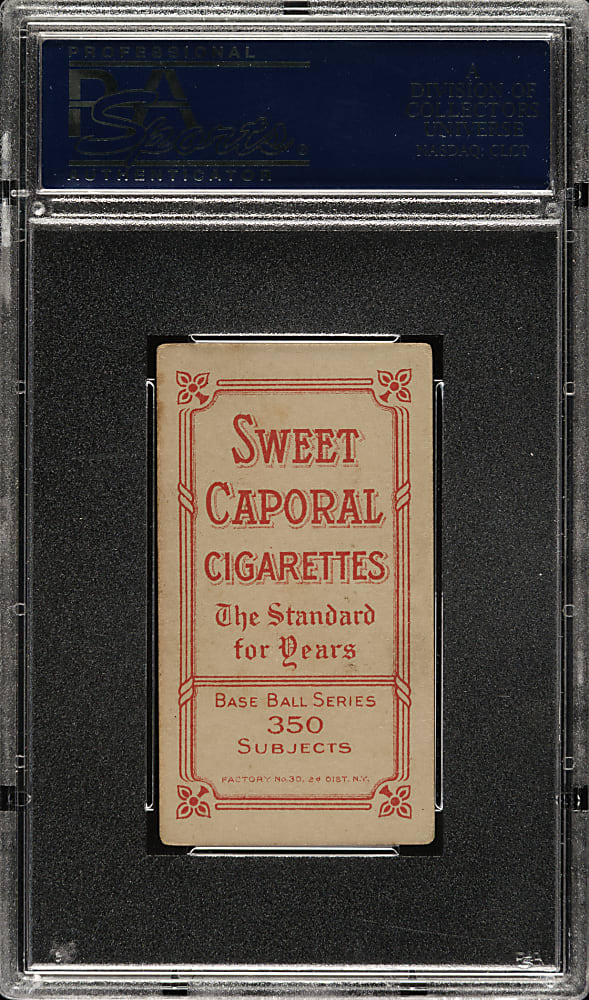 PROFESSIONAL
PSA
Sports
AUTHENTICATOR
A
DIVISION OF
COLLECTORS
UNIVERSE
NASDAQ: CLCT
SWEET
CAPORAL
CIGARETTES
The Standard
for Years
BASE BALL SERIES
350
SUBJECTS
FACTORY No. 30, 2d DIST. N.Y.
PSA